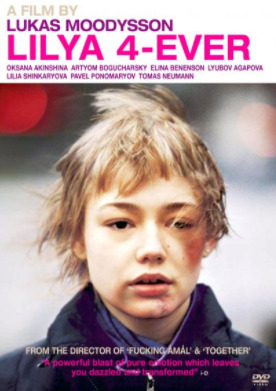 A FILM BY
LUKAS MOODYSSON
LILYA 4-EVER
OKSANA AKINSHINA ARTYOM BOGUCHARSKY ELINA BENENSON LYUBOV AGAPOVA
LILIA SHINKARYOVA PAVEL PONOMARYOV TOMAS NEUMANN
FROM THE DIRECTOR OF 'FUCKING AMÅL' & 'TOGETHER'
"A powerful blast of pure emotion which leaves
you dazzled and transformed" i-D
DVD
VIDEO